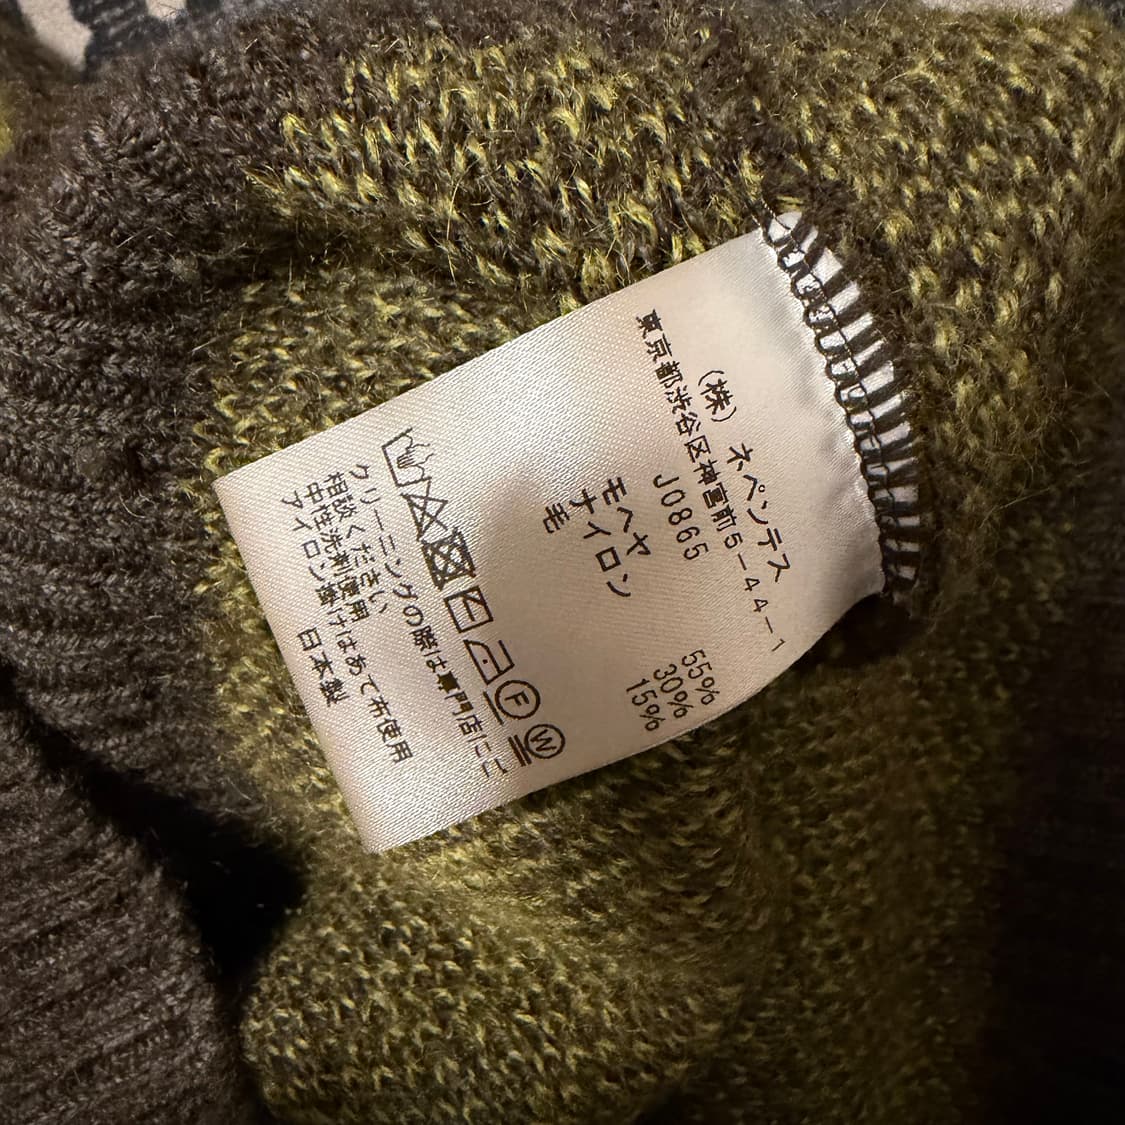 (株) ネペンテス
東京都渋谷区神宮前5-44-1
J0865
モヘヤ 55%
ナイロン 30%
毛 15%
F W
クリーニングの際は専門店にご
相談ください
中性洗剤使用
アイロン掛けはあて布使用
日本製